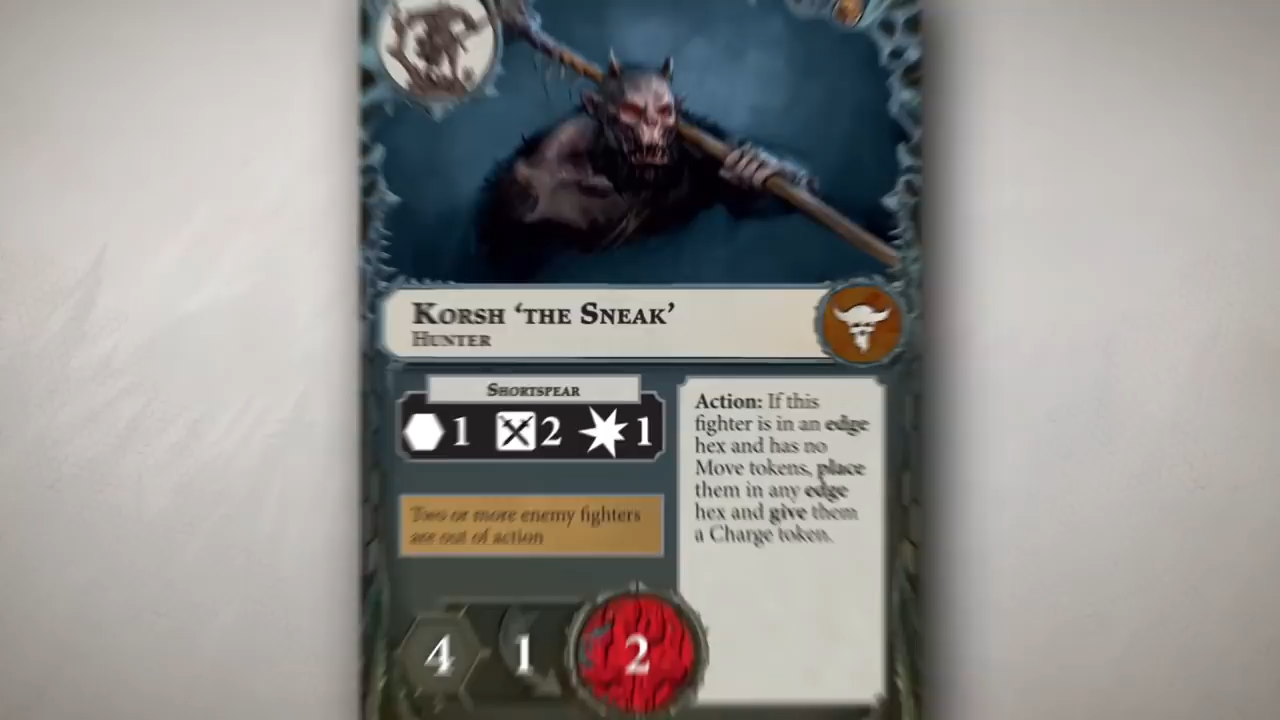 Korsh ‘the Sneak’
Hunter
Shortspear
1 2 1
Two or more enemy fighters
are out of action
Action: If this
fighter is in an edge
hex and has no
Move tokens, place
them in any edge
hex and give them
a Charge token.
4 1 2